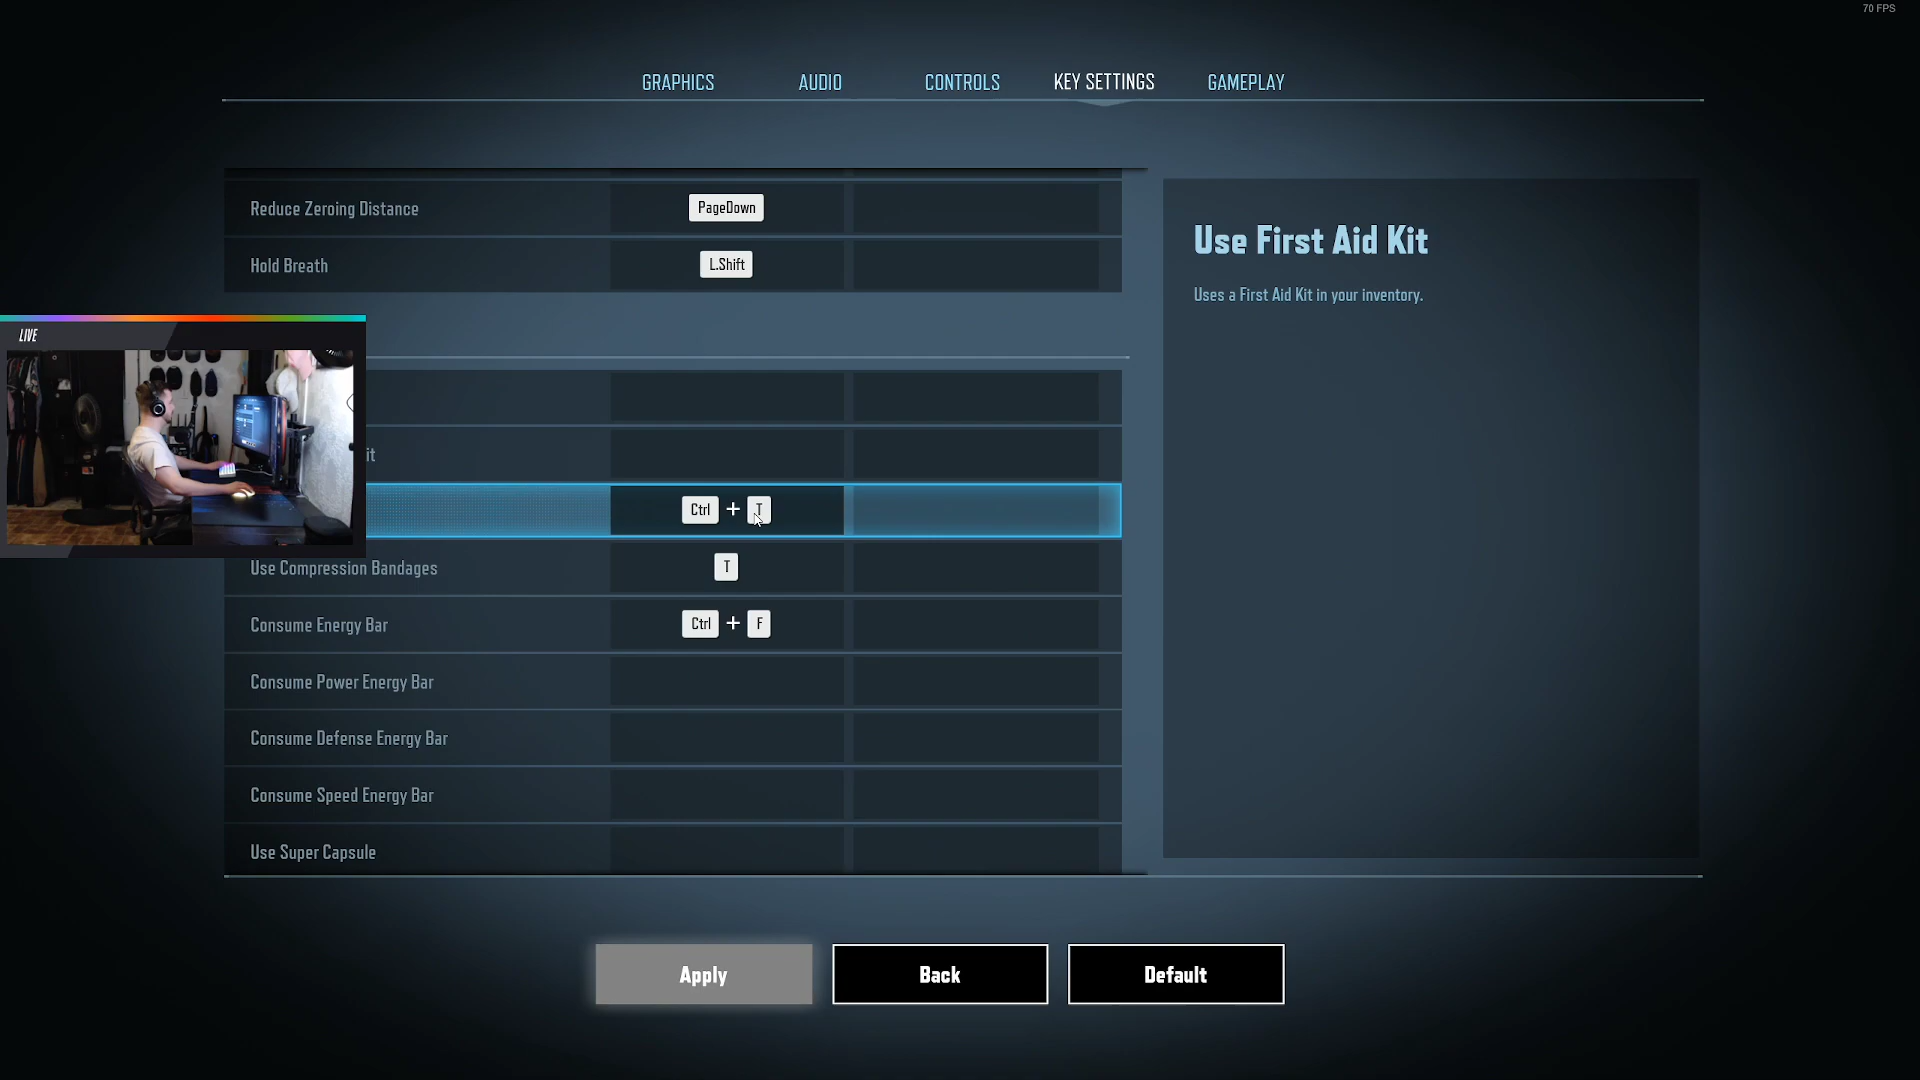 70 FPS
GRAPHICS
AUDIO
CONTROLS
KEY SETTINGS
GAMEPLAY
Reduce Zeroing Distance
PageDown
Hold Breath
L.Shift
LIVE
it
Ctrl + T
Use Compression Bandages
T
Consume Energy Bar
Ctrl + F
Consume Power Energy Bar
Consume Defense Energy Bar
Consume Speed Energy Bar
Use Super Capsule
Use First Aid Kit
Uses a First Aid Kit in your inventory.
Apply
Back
Default